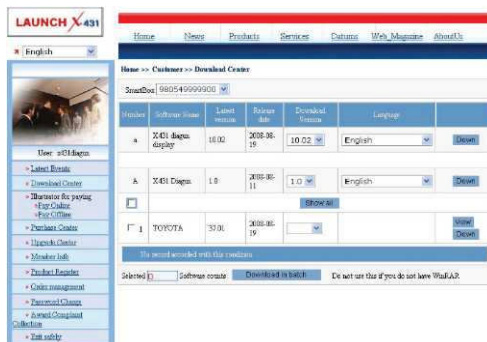 LAUNCH X-431
English
Home News Products Services Datums Web_Magazine AboutUs
Home >> Customer >> Download Center
SmartBox 980549999900
Number Software Name Latest version Release date Download Version Language
a X431 diagun display 10.02 2008-08-19 10.02 English Down
A X431 Diagun 1.0 2008-08-11 1.0 English Down
Show All
1 TOYOTA 2008-08-19 View Down
No record accorded with this condition
Selected 0 Software counts Download in batch Do not use this if you do not have WinRAR
User: x431diagun
Latest Events
Download Center
Illustrator for paying
Pay Online
Pay Offline
Purchase Center
Upgrade Center
Member Info
Product Register
Order management
Password Change
Award Complaint
Collection
Exit safely